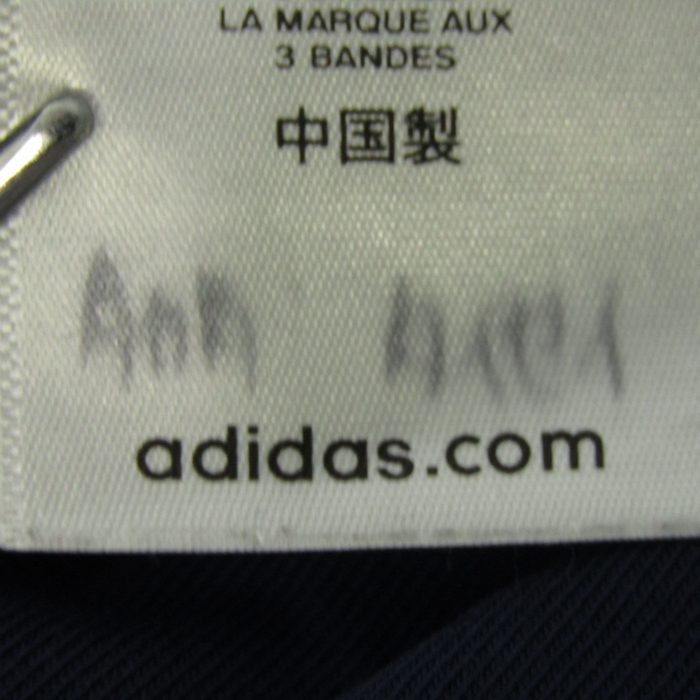 LA MARQUE AUX
3 BANDES
中国製
adidas.com